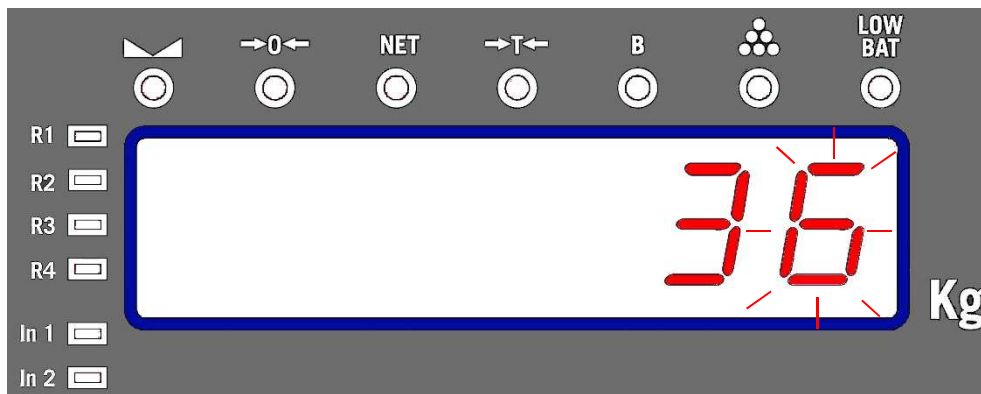 →0← NET →T← B LOW BAT
R1
R2
R3
R4
36
Kg
In 1
In 2